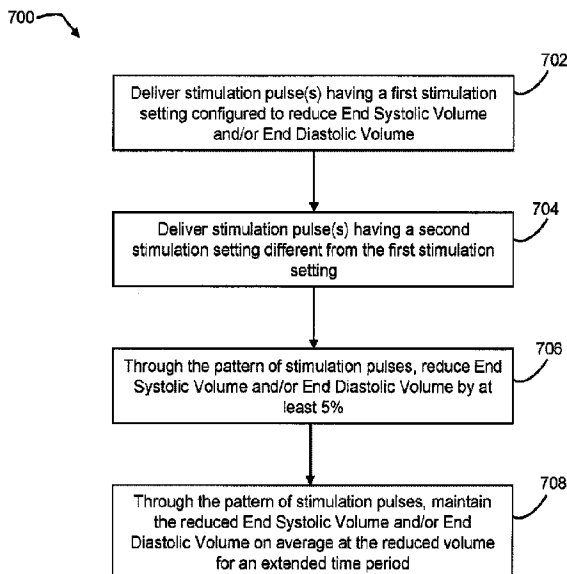 700
702
Deliver stimulation pulse(s) having a first stimulation
setting configured to reduce End Systolic Volume
and/or End Diastolic Volume
704
Deliver stimulation pulse(s) having a second
stimulation setting different from the first stimulation
setting
706
Through the pattern of stimulation pulses, reduce End
Systolic Volume and/or End Diastolic Volume by at
least 5%
708
Through the pattern of stimulation pulses, maintain
the reduced End Systolic Volume and/or End
Diastolic Volume on average at the reduced volume
for an extended time period